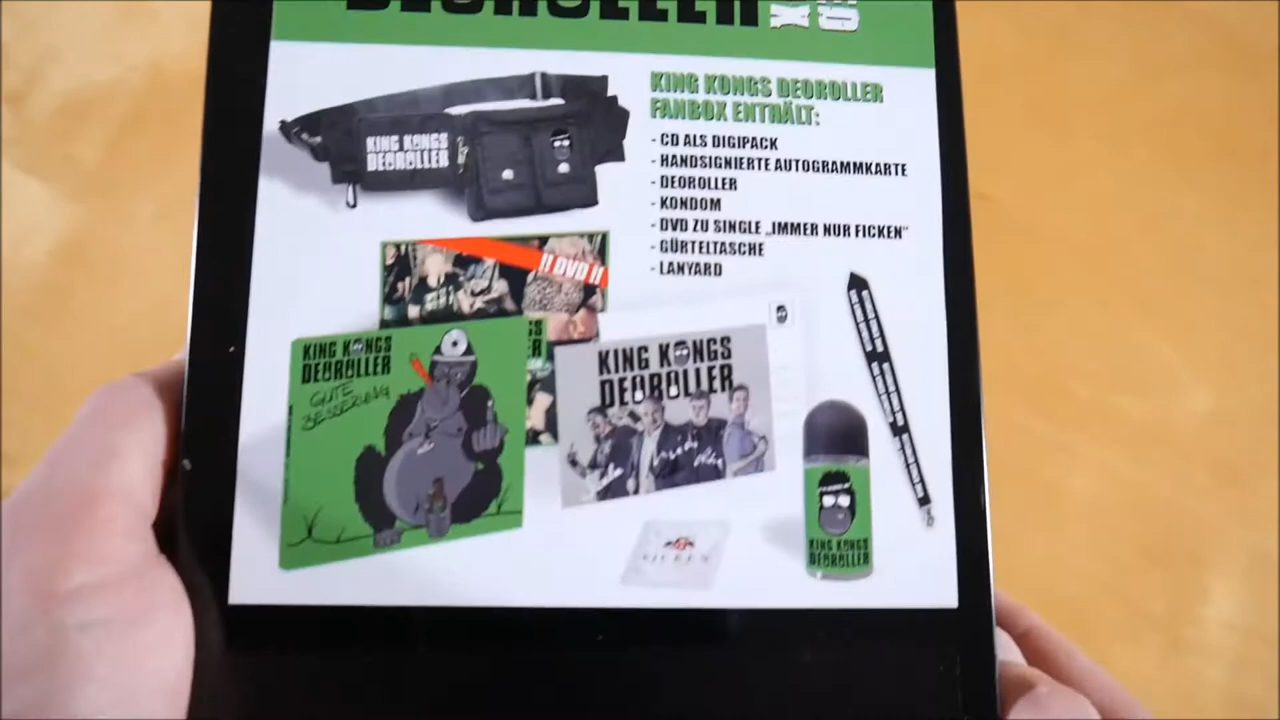 DEOROLLER
KING KONGS DEOROLLER
FANBOX ENTHÄLT:
- CD ALS DIGIPACK
- HANDSIGNIERTE AUTOGRAMMKARTE
- DEOROLLER
- KONDOM
- DVD ZU SINGLE „IMMER NUR FICKEN“
- GÜRTELTASCHE
- LANYARD
KING KONGS
DEOROLLER
!! DVD !!
KING KONGS
DEOROLLER
GUTE
BESSERUNG
KING KONGS
DEOROLLER
KING KONGS
DEOROLLER